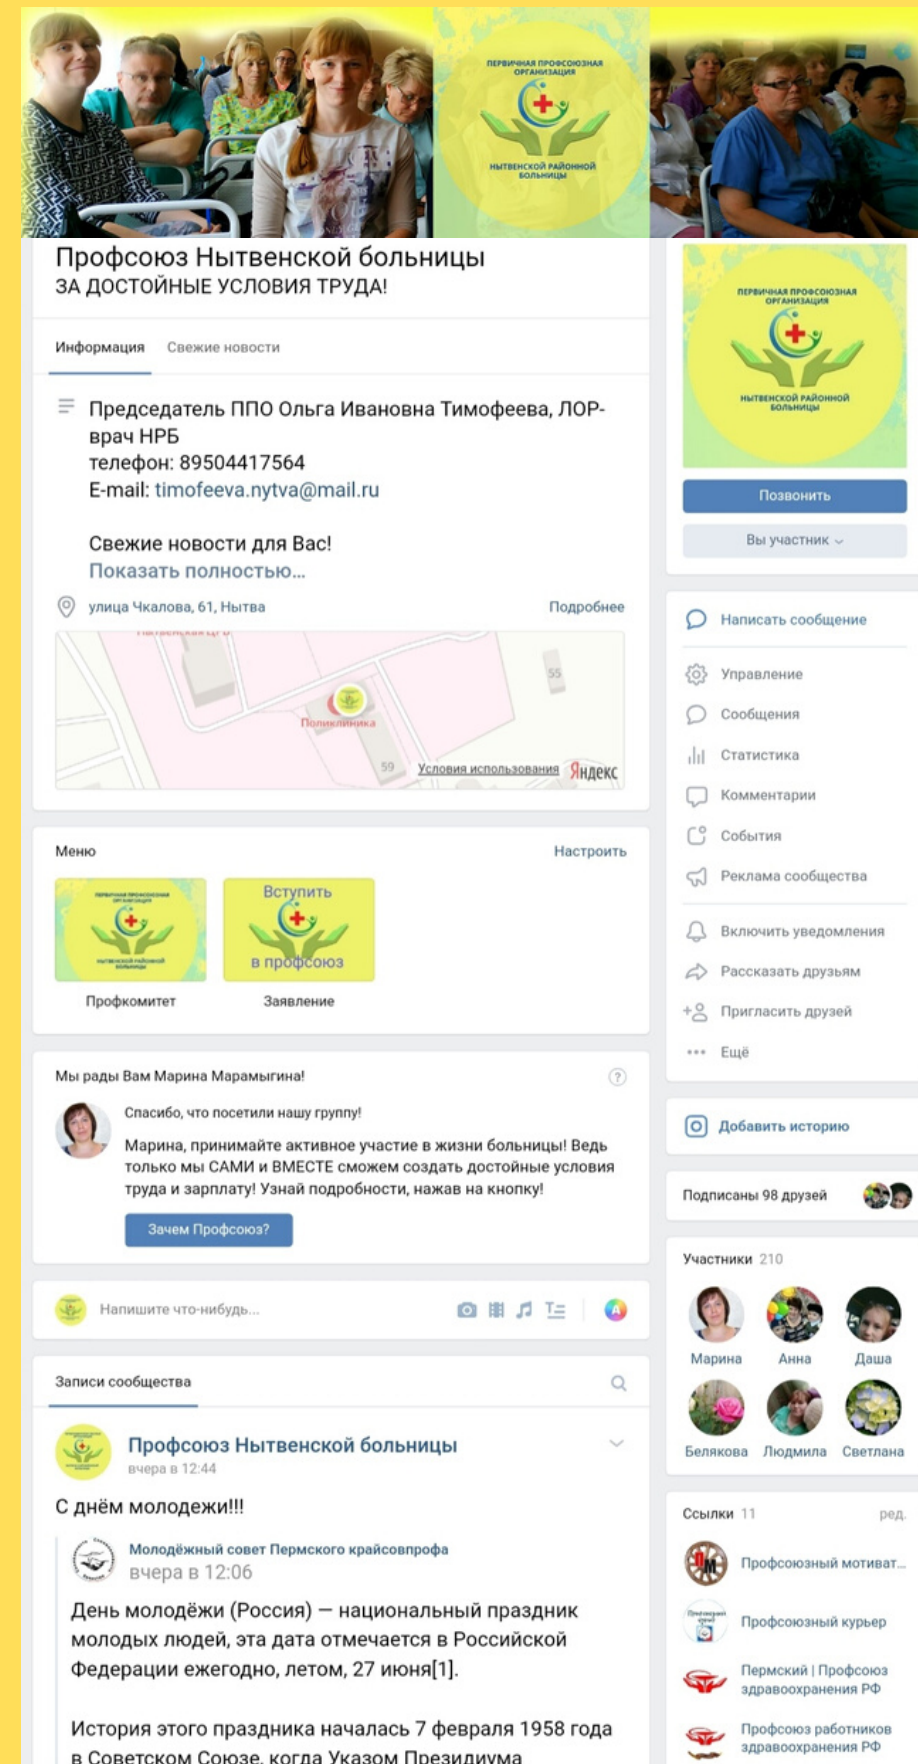 ПЕРВИЧНАЯ ПРОФСОЮЗНАЯ
ОРГАНИЗАЦИЯ
НЫТВЕНСКОЙ РАЙОННОЙ
БОЛЬНИЦЫ
Профсоюз Нытвенской больницы
ЗА ДОСТОЙНЫЕ УСЛОВИЯ ТРУДА!
Информация Свежие новости
Председатель ППО Ольга Ивановна Тимофеева, ЛОР-
врач НРБ
телефон: 89504417564
E-mail: timofeeva.nytva@mail.ru
Свежие новости для Вас!
Показать полностью...
улица Чкалова, 61, Нытва Подробнее
55
Поликлиника
59 Условия использования Яндекс
Меню Настроить
ПЕРВИЧНАЯ ПРОФСОЮЗНАЯ
ОРГАНИЗАЦИЯ
НЫТВЕНСКОЙ РАЙОННОЙ
БОЛЬНИЦЫ
Вступить
в профсоюз
Профкомитет Заявление
Мы рады Вам Марина Марамыгина! ?
Спасибо, что посетили нашу группу!
Марина, принимайте активное участие в жизни больницы! Ведь
только мы САМИ и ВМЕСТЕ сможем создать достойные условия
труда и зарплату! Узнай подробности, нажав на кнопку!
Зачем Профсоюз?
Напишите что-нибудь... T A
Записи сообщества
Профсоюз Нытвенской больницы
вчера в 12:44
С днём молодежи!!!
Молодёжный совет Пермского крайсовпрофа
вчера в 12:06
День молодёжи (Россия) — национальный праздник
молодых людей, эта дата отмечается в Российской
Федерации ежегодно, летом, 27 июня[1].
История этого праздника началась 7 февраля 1958 года
в Советском Союзе, когда Указом Президиума
ПЕРВИЧНАЯ ПРОФСОЮЗНАЯ
ОРГАНИЗАЦИЯ
НЫТВЕНСКОЙ РАЙОННОЙ
БОЛЬНИЦЫ
Позвонить
Вы участник
Написать сообщение
Управление
Сообщения
Статистика
Комментарии
События
Реклама сообщества
Включить уведомления
Рассказать друзьям
Пригласить друзей
Ещё
Добавить историю
Подписаны 98 друзей
Участники 210
Марина Анна Даша
Белякова Людмила Светлана
Ссылки 11 ред.
ПМ
Профсоюзный мотиват...
Профсоюзный курьер
Пермский | Профсоюз
здравоохранения РФ
Профсоюз работников
здравоохранения РФ